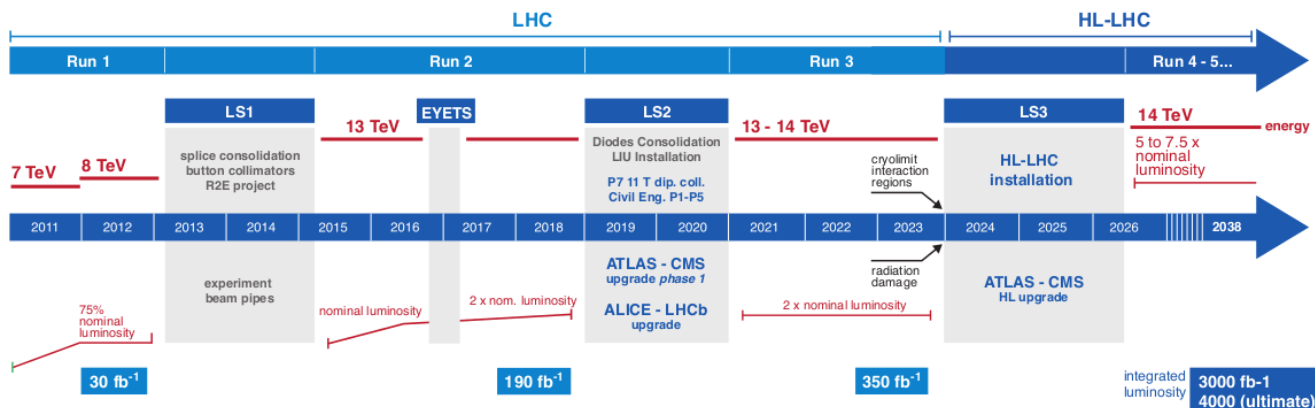 LHC
HL-LHC
Run 1
Run 2
Run 3
Run 4 - 5...
LS1
EYETS
LS2
LS3
13 TeV
13 - 14 TeV
14 TeV
energy
7 TeV
8 TeV
splice consolidation
button collimators
R2E project
Diodes Consolidation
LIU Installation
P7 11 T dip. coll.
Civil Eng. P1-P5
cryolimit
interaction
regions
HL-LHC
installation
5 to 7.5 x
nominal
luminosity
2011
2012
2013
2014
2015
2016
2017
2018
2019
2020
2021
2022
2023
2024
2025
2026
2038
experiment
beam pipes
ATLAS - CMS
upgrade phase 1
ALICE - LHCb
upgrade
radiation
damage
ATLAS - CMS
HL upgrade
75%
nominal
luminosity
nominal luminosity
2 x nom. luminosity
2 x nominal luminosity
30 fb⁻¹
190 fb⁻¹
350 fb⁻¹
integrated
luminosity
3000 fb-1
4000 (ultimate)